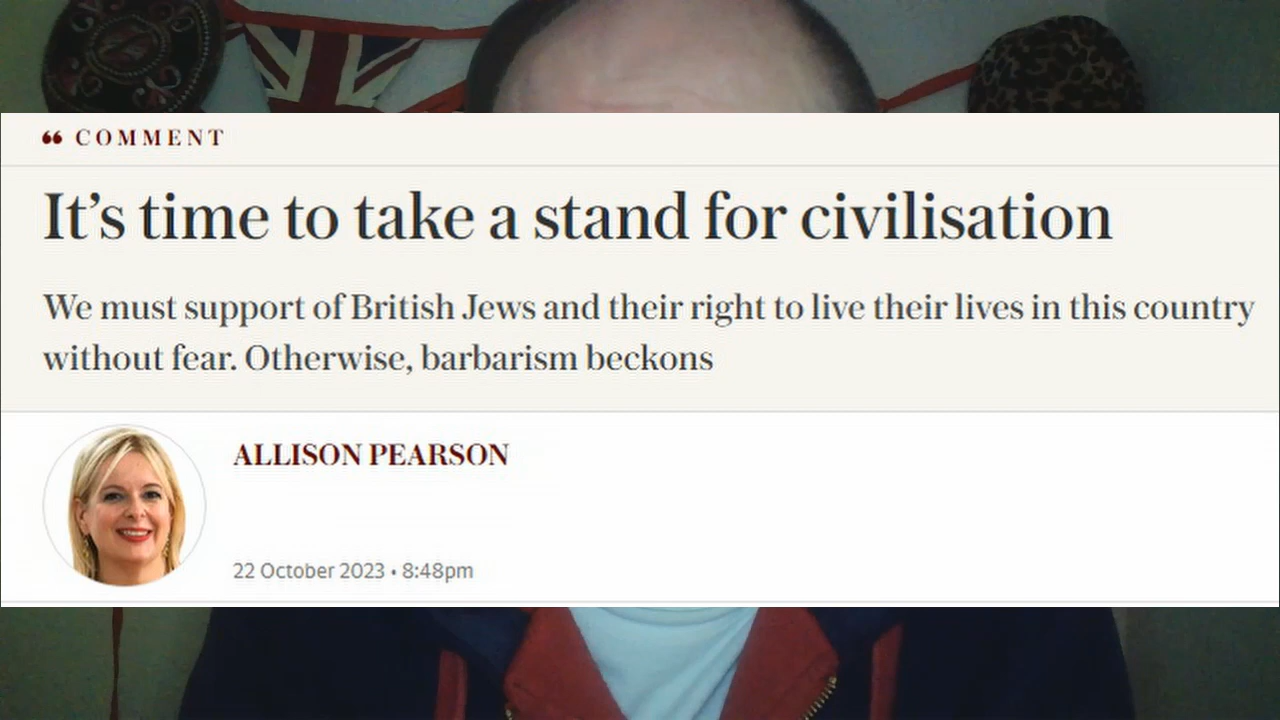 ❝ COMMENT
It's time to take a stand for civilisation
We must support of British Jews and their right to live their lives in this country
without fear. Otherwise, barbarism beckons
ALLISON PEARSON
22 October 2023 • 8:48pm